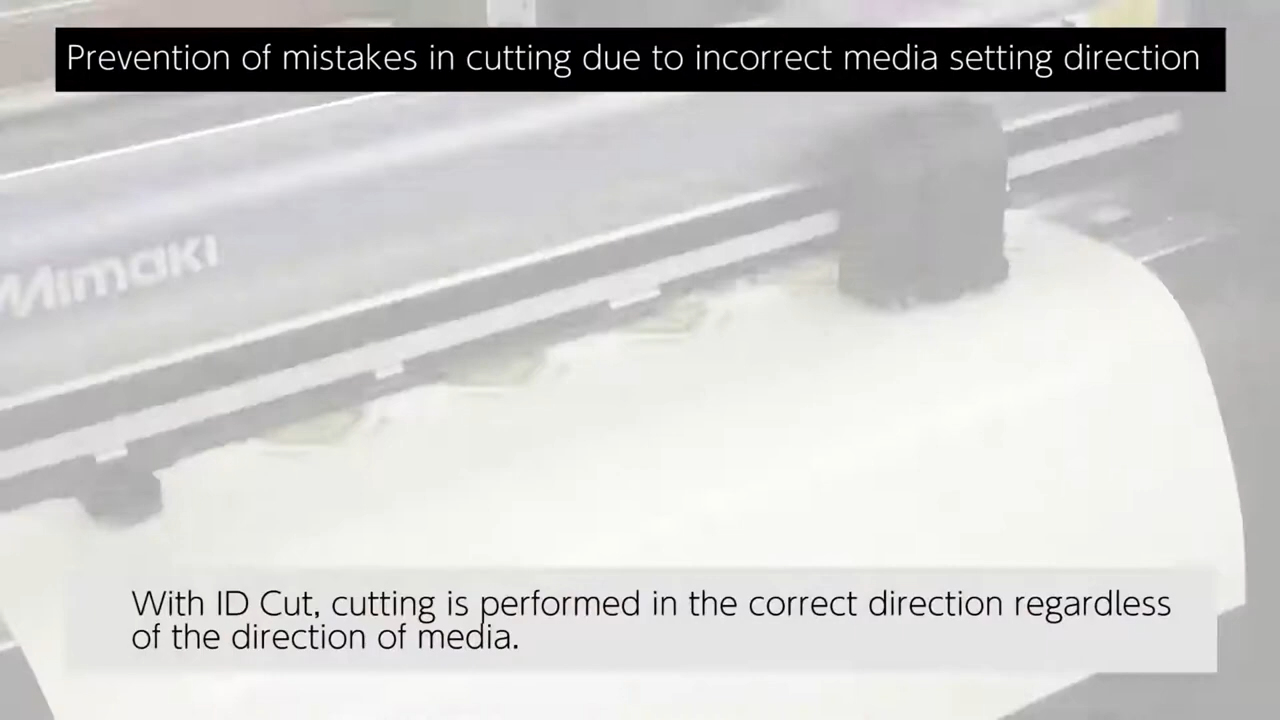 Prevention of mistakes in cutting due to incorrect media setting direction
Mimaki
With ID Cut, cutting is performed in the correct direction regardless
of the direction of media.